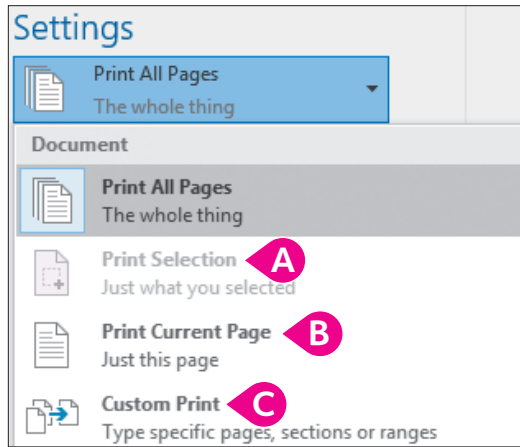 Settings
Print All Pages
The whole thing
Document
Print All Pages
The whole thing
Print Selection A
Just what you selected
Print Current Page B
Just this page
Custom Print C
Type specific pages, sections or ranges